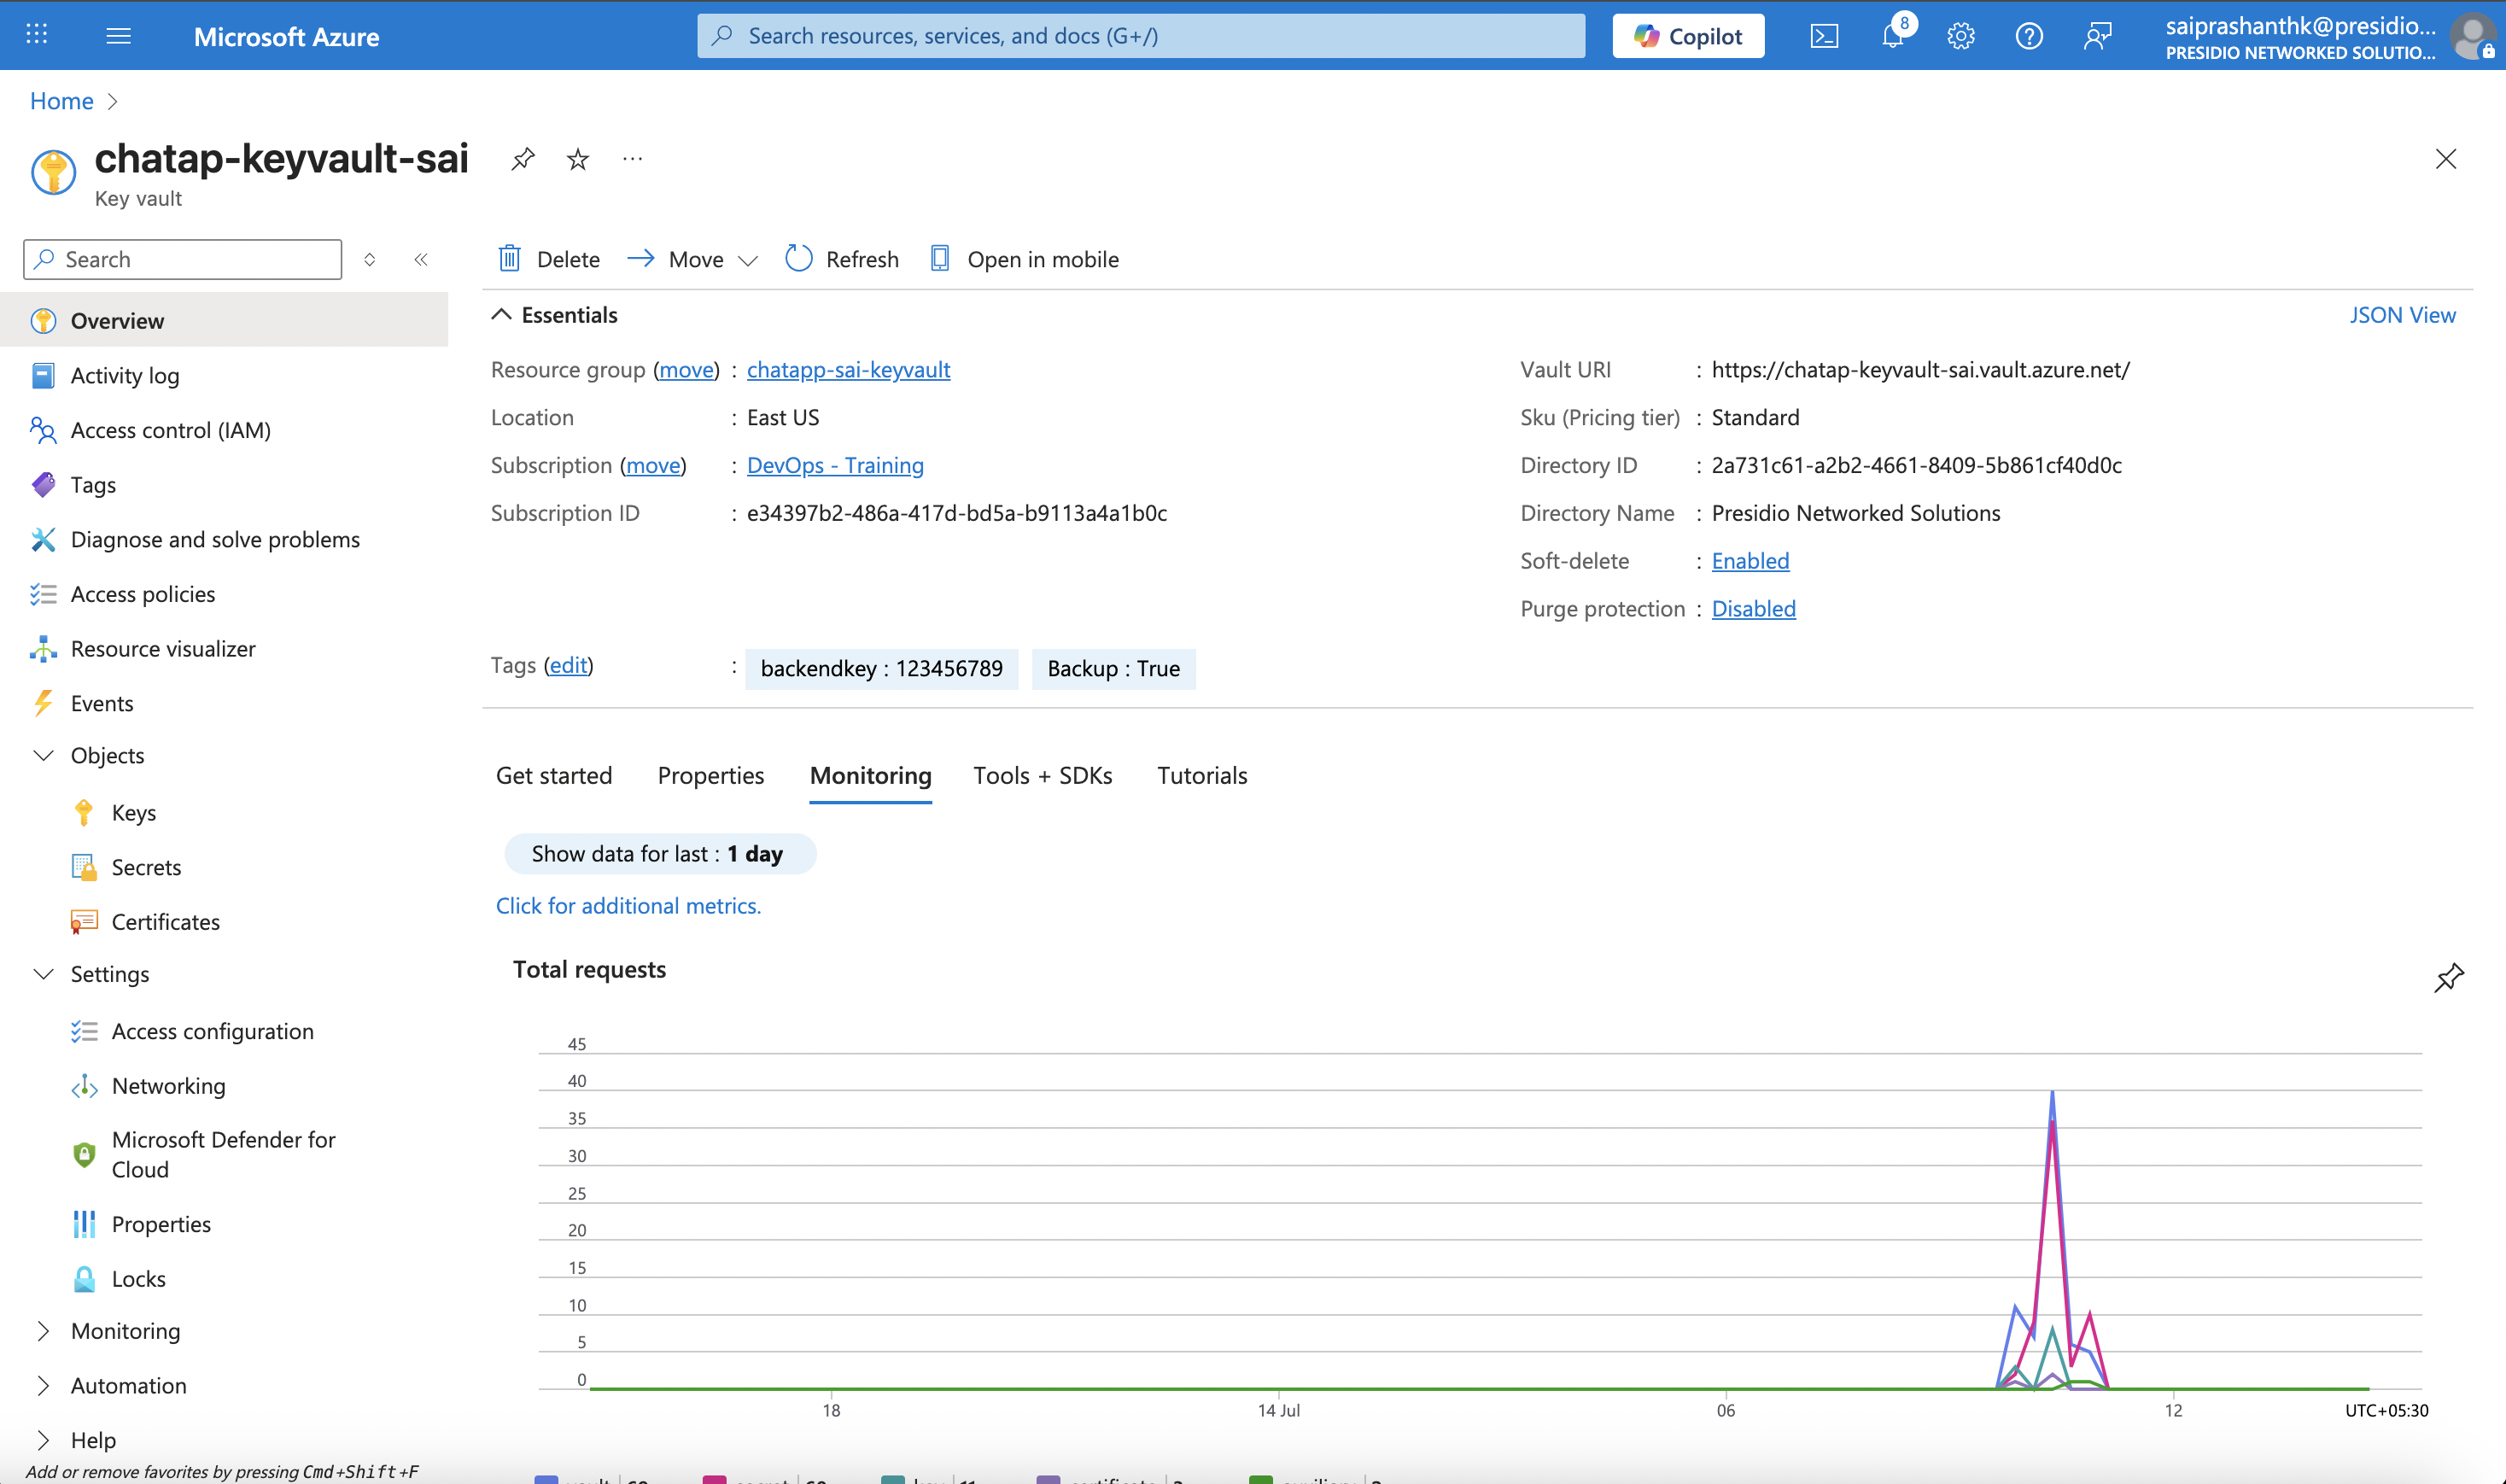 Microsoft Azure
Search resources, services, and docs (G+/)
Copilot
8
saiprashanthk@presidio...
PRESIDIO NETWORKED SOLUTIO...
Home
chatap-keyvault-sai
Key vault
Search
Delete
Move
Refresh
Open in mobile
Overview
Activity log
Access control (IAM)
Tags
Diagnose and solve problems
Access policies
Resource visualizer
Events
Objects
Keys
Secrets
Certificates
Settings
Access configuration
Networking
Microsoft Defender for
Cloud
Properties
Locks
Monitoring
Automation
Help
Add or remove favorites by pressing Cmd+Shift+F
Essentials
JSON View
Resource group (move) : chatapp-sai-keyvault
Location : East US
Subscription (move) : DevOps - Training
Subscription ID : e34397b2-486a-417d-bd5a-b9113a4a1b0c
Vault URI : https://chatap-keyvault-sai.vault.azure.net/
Sku (Pricing tier) : Standard
Directory ID : 2a731c61-a2b2-4661-8409-5b861cf40d0c
Directory Name : Presidio Networked Solutions
Soft-delete : Enabled
Purge protection : Disabled
Tags (edit) : backendkey : 123456789 Backup : True
Get started
Properties
Monitoring
Tools + SDKs
Tutorials
Show data for last : 1 day
Click for additional metrics.
Total requests
45
40
35
30
25
20
15
10
5
0
18
14 Jul
06
12
UTC+05:30